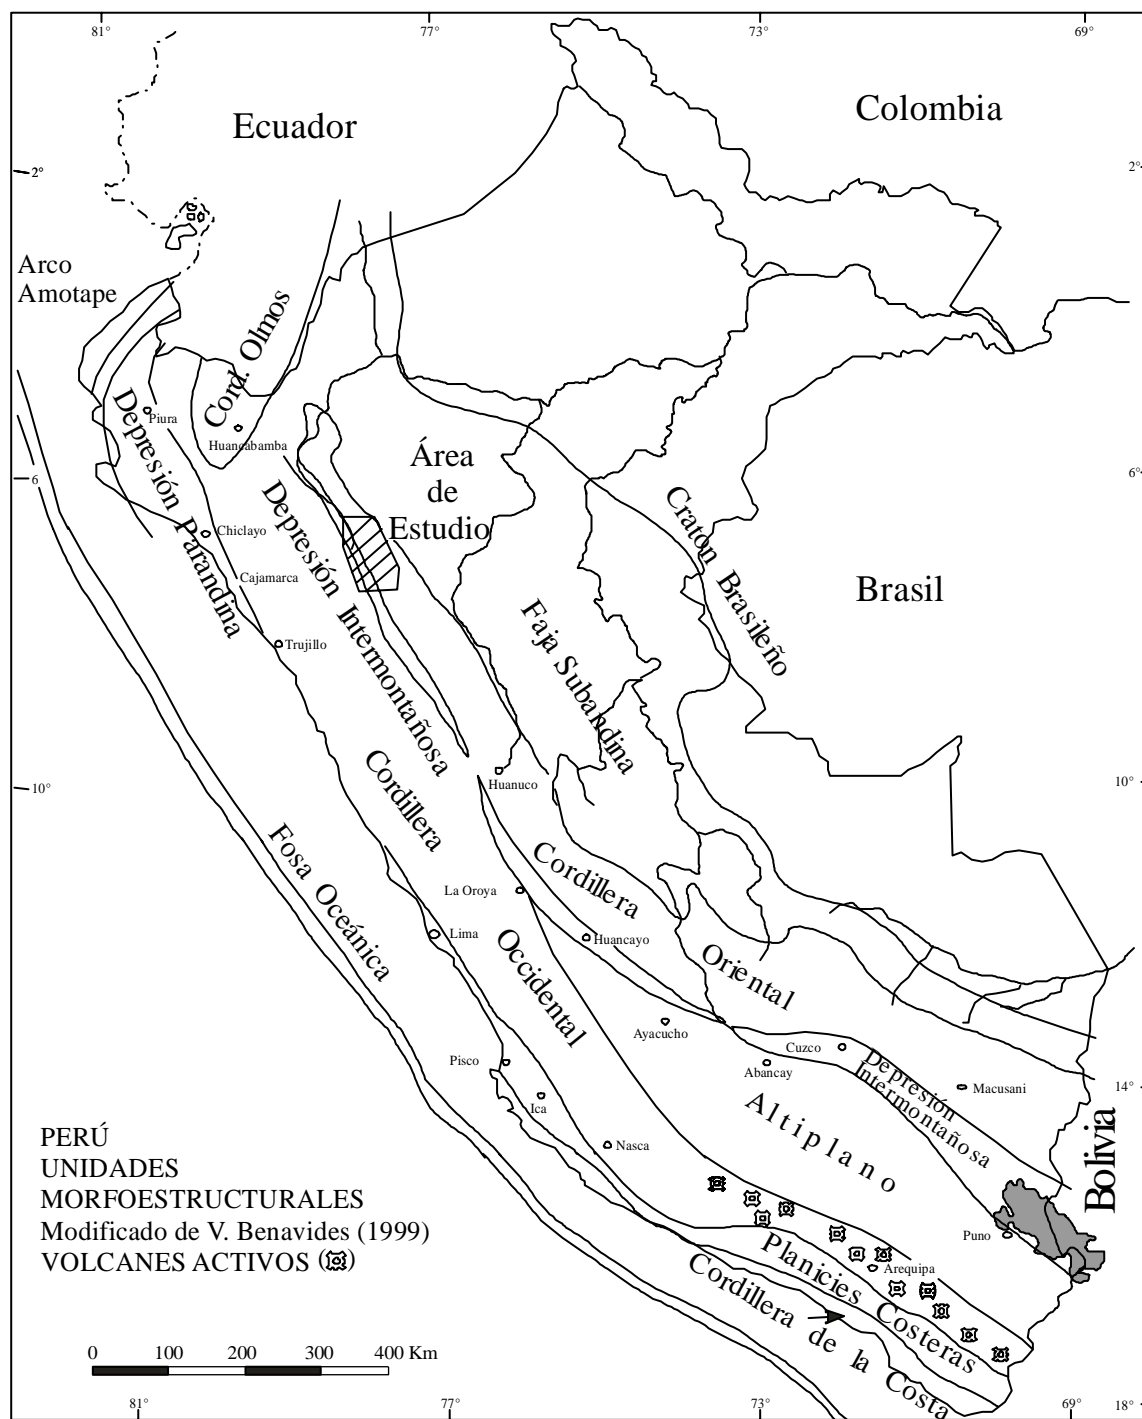 81°
77°
73°
69°
Colombia
Ecuador
2°
2°
Arco
Amotape
Cord. Olmos
Piura
Huancabamba
Depresión Parandina
Área
de
Estudio
6
6°
Depresión Intermontañosa
Craton Brasileño
Chiclayo
Cajamarca
Brasil
Faja Subandina
Trujillo
Cordillera
Occidental
Huanuco
10°
10°
Fosa Oceánica
Cordillera
Oriental
La Oroya
Lima
Huancayo
Ayacucho
Cuzco
Abancay
Depresión
Intermontañosa
Macusani
14°
Pisco
Ica
Altiplano
Bolivia
Nasca
PERÚ
UNIDADES
MORFOESTRUCTURALES
Modificado de V. Benavides (1999)
VOLCANES ACTIVOS ( )
Puno
Arequipa
Planicies Costeras
Cordillera de la Costa
0 100 200 300 400 Km
81°
77°
73°
69°
18°